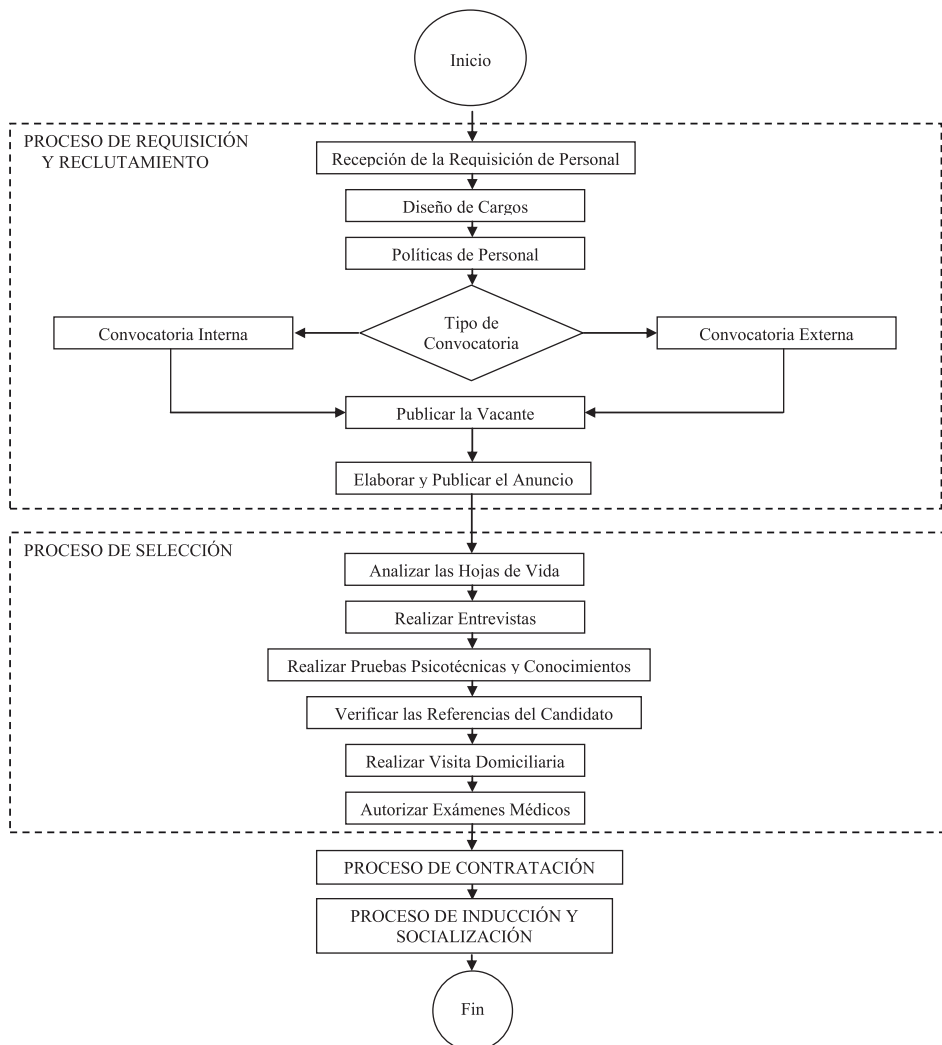 Inicio
PROCESO DE REQUISICIÓN
Y RECLUTAMIENTO
Recepción de la Requisición de Personal
Diseño de Cargos
Políticas de Personal
Tipo de
Convocatoria
Convocatoria Interna
Convocatoria Externa
Publicar la Vacante
Elaborar y Publicar el Anuncio
PROCESO DE SELECCIÓN
Analizar las Hojas de Vida
Realizar Entrevistas
Realizar Pruebas Psicotécnicas y Conocimientos
Verificar las Referencias del Candidato
Realizar Visita Domiciliaria
Autorizar Exámenes Médicos
PROCESO DE CONTRATACIÓN
PROCESO DE INDUCCIÓN Y
SOCIALIZACIÓN
Fin